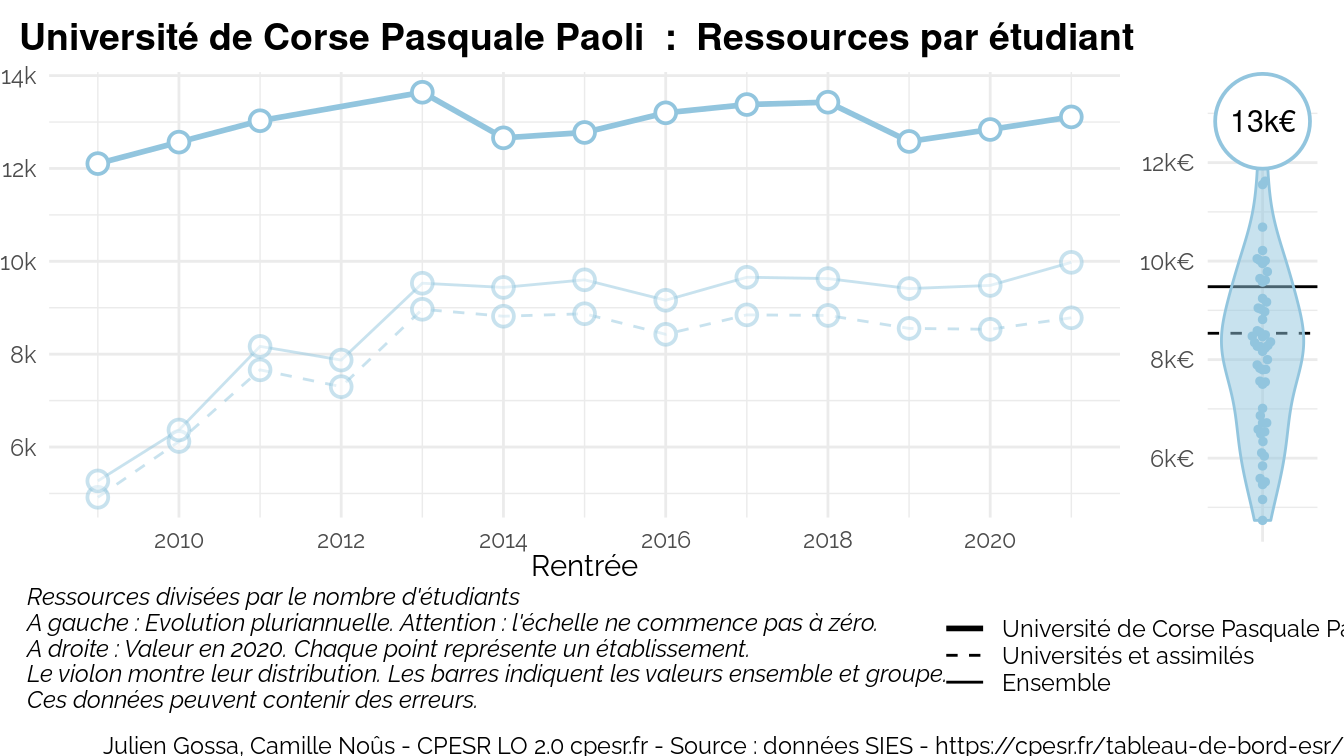 Université de Corse Pasquale Paoli : Ressources par étudiant
14k
12k
10k
8k
6k
2010 2012 2014 2016 2018 2020
Rentrée
13k€
12k€
10k€
8k€
6k€
Ressources divisées par le nombre d'étudiants
A gauche : Evolution pluriannuelle. Attention : l'échelle ne commence pas à zéro.
A droite : Valeur en 2020. Chaque point représente un établissement.
Le violon montre leur distribution. Les barres indiquent les valeurs ensemble et groupe.
Ces données peuvent contenir des erreurs.
Université de Corse Pasquale Pa
Universités et assimilés
Ensemble
Julien Gossa, Camille Noûs - CPESR LO 2.0 cpesr.fr - Source : données SIES - https://cpesr.fr/tableau-de-bord-esr/